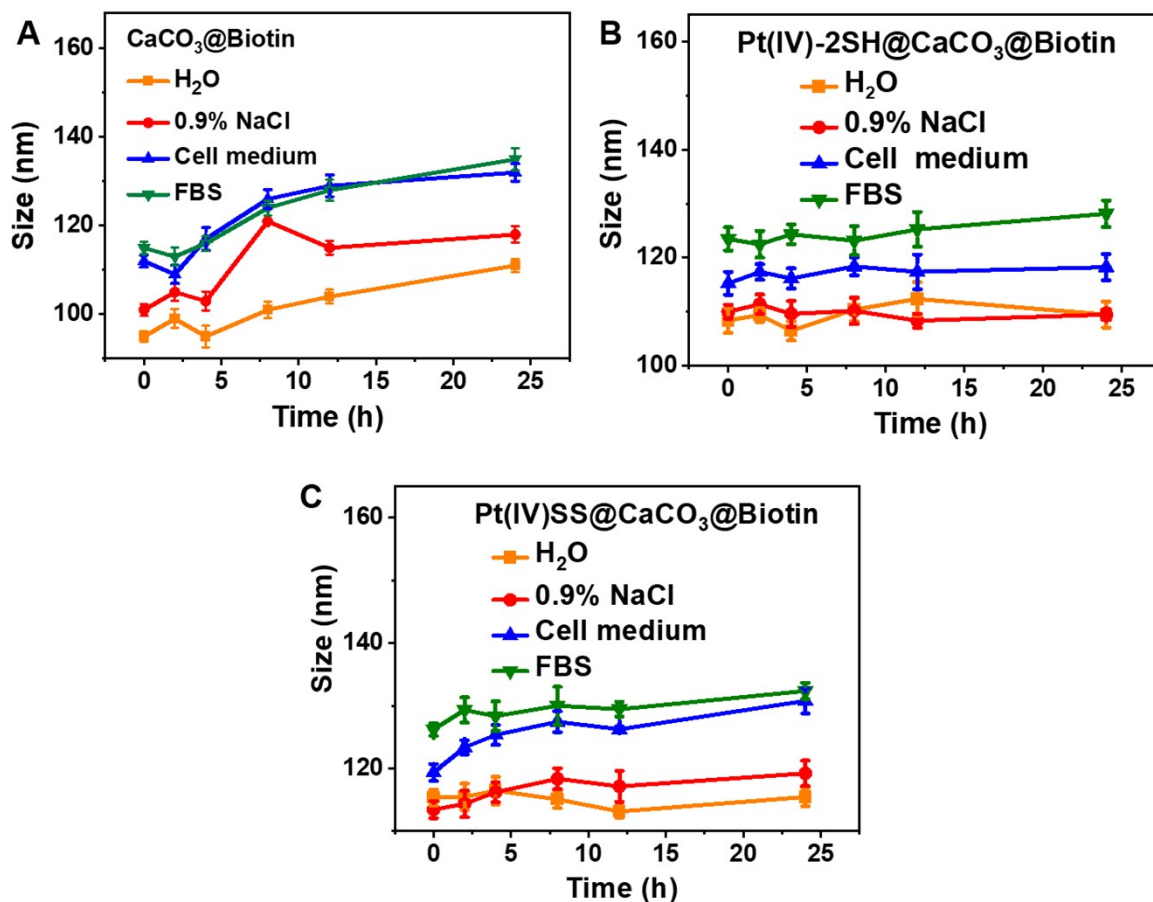 A
CaCO₃@Biotin
H₂O
0.9% NaCl
Cell medium
FBS
160
140
120
100
Size (nm)
0 5 10 15 20 25
Time (h)
B
Pt(IV)-2SH@CaCO₃@Biotin
H₂O
0.9% NaCl
Cell medium
FBS
160
140
120
100
Size (nm)
0 5 10 15 20 25
Time (h)
C
Pt(IV)SS@CaCO₃@Biotin
H₂O
0.9% NaCl
Cell medium
FBS
160
140
120
Size (nm)
0 5 10 15 20 25
Time (h)